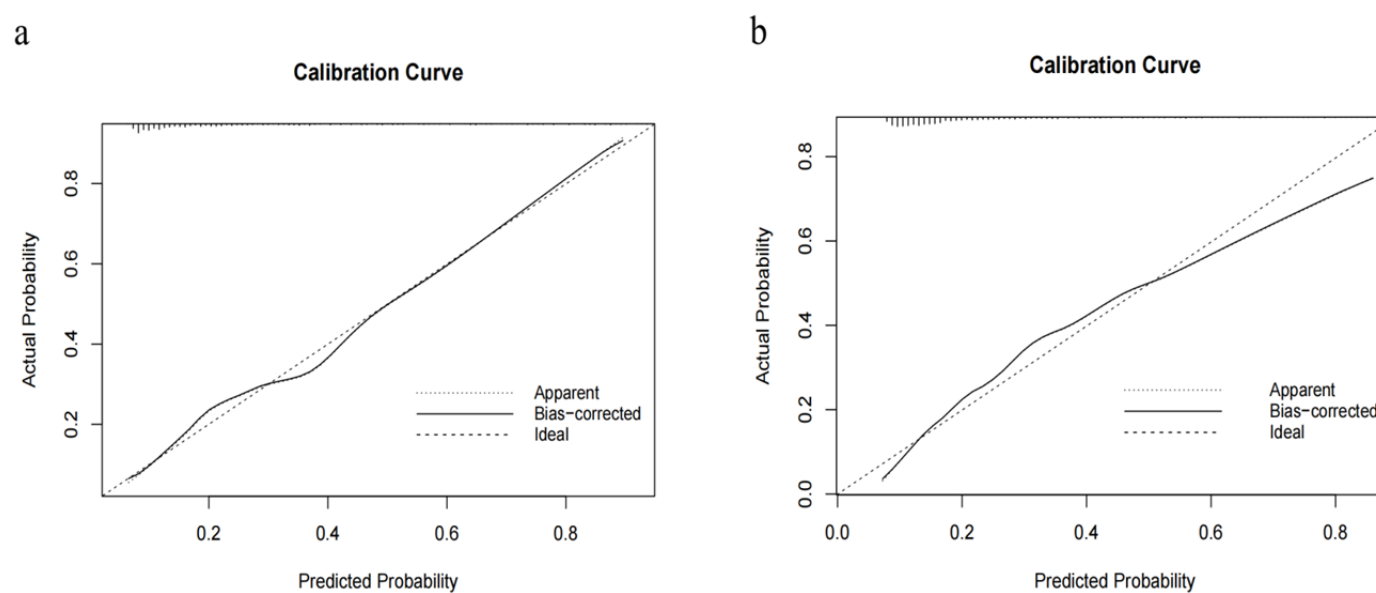 a
Calibration Curve
Actual Probability
0.8
0.6
0.4
0.2
Apparent
Bias-corrected
Ideal
0.2 0.4 0.6 0.8
Predicted Probability
b
Calibration Curve
Actual Probability
0.8
0.6
0.4
0.2
0.0
Apparent
Bias-corrected
Ideal
0.0 0.2 0.4 0.6 0.8
Predicted Probability